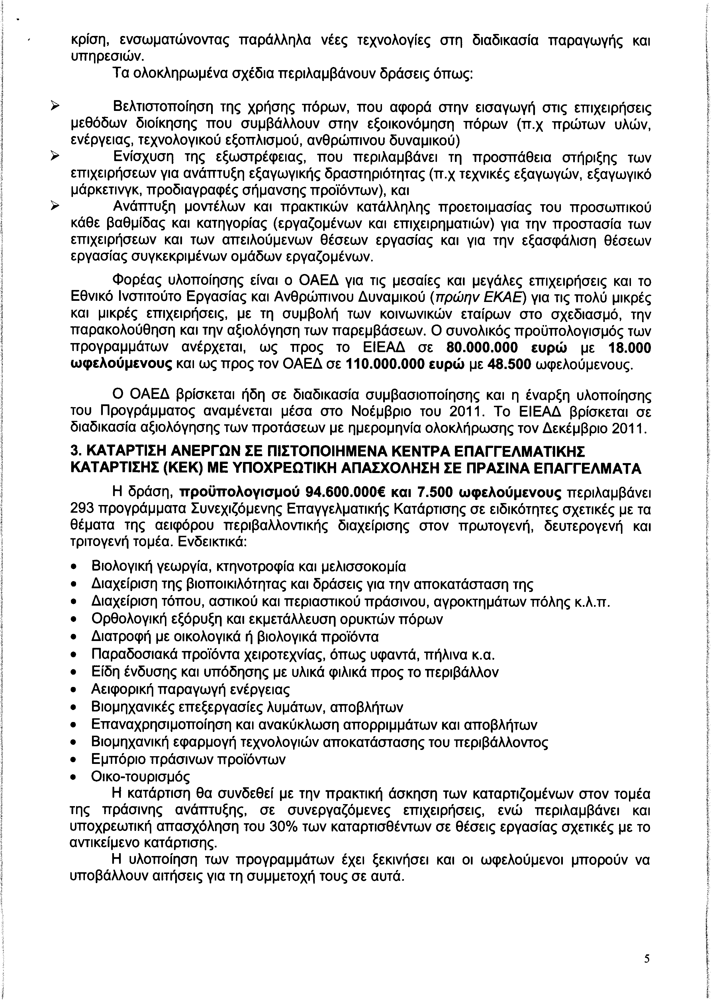 κρίση, ενσωματώνοντας παράλληλα νέες τεχνολογίες στη διαδικασία παραγωγής και
υπηρεσιών.
Τα ολοκληρωμένα σχέδια περιλαμβάνουν δράσεις όπως:
➢ Βελτιστοποίηση της χρήσης πόρων, που αφορά στην εισαγωγή στις επιχειρήσεις
μεθόδων διοίκησης που συμβάλλουν στην εξοικονόμηση πόρων (π.χ πρώτων υλών,
ενέργειας, τεχνολογικού εξοπλισμού, ανθρώπινου δυναμικού)
➢ Ενίσχυση της εξωστρέφειας, που περιλαμβάνει τη προσπάθεια στήριξης των
επιχειρήσεων για ανάπτυξη εξαγωγικής δραστηριότητας (π.χ τεχνικές εξαγωγών, εξαγωγικό
μάρκετινγκ, προδιαγραφές σήμανσης προϊόντων), και
➢ Ανάπτυξη μοντέλων και πρακτικών κατάλληλης προετοιμασίας του προσωπικού
κάθε βαθμίδας και κατηγορίας (εργαζομένων και επιχειρηματιών) για την προστασία των
επιχειρήσεων και των απειλούμενων θέσεων εργασίας και για την εξασφάλιση θέσεων
εργασίας συγκεκριμένων ομάδων εργαζομένων.
Φορέας υλοποίησης είναι ο ΟΑΕΔ για τις μεσαίες και μεγάλες επιχειρήσεις και το
Εθνικό Ινστιτούτο Εργασίας και Ανθρώπινου Δυναμικού (πρώην ΕΚΑΕ) για τις πολύ μικρές
και μικρές επιχειρήσεις, με τη συμβολή των κοινωνικών εταίρων στο σχεδιασμό, την
παρακολούθηση και την αξιολόγηση των παρεμβάσεων. Ο συνολικός προϋπολογισμός των
προγραμμάτων ανέρχεται, ως προς το ΕΙΕΑΔ σε 80.000.000 ευρώ με 18.000
ωφελούμενους και ως προς τον ΟΑΕΔ σε 110.000.000 ευρώ με 48.500 ωφελούμενους.
Ο ΟΑΕΔ βρίσκεται ήδη σε διαδικασία συμβασιοποίησης και η έναρξη υλοποίησης
του Προγράμματος αναμένεται μέσα στο Νοέμβριο του 2011. Το ΕΙΕΑΔ βρίσκεται σε
διαδικασία αξιολόγησης των προτάσεων με ημερομηνία ολοκλήρωσης τον Δεκέμβριο 2011.
3. ΚΑΤΑΡΤΙΣΗ ΑΝΕΡΓΩΝ ΣΕ ΠΙΣΤΟΠΟΙΗΜΕΝΑ ΚΕΝΤΡΑ ΕΠΑΓΓΕΛΜΑΤΙΚΗΣ
ΚΑΤΑΡΤΙΣΗΣ (ΚΕΚ) ΜΕ ΥΠΟΧΡΕΩΤΙΚΗ ΑΠΑΣΧΟΛΗΣΗ ΣΕ ΠΡΑΣΙΝΑ ΕΠΑΓΓΕΛΜΑΤΑ
Η δράση, προϋπολογισμού 94.600.000€ και 7.500 ωφελούμενους περιλαμβάνει
293 προγράμματα Συνεχιζόμενης Επαγγελματικής Κατάρτισης σε ειδικότητες σχετικές με τα
θέματα της αειφόρου περιβαλλοντικής διαχείρισης στον πρωτογενή, δευτερογενή και
τριτογενή τομέα. Ενδεικτικά:
• Βιολογική γεωργία, κτηνοτροφία και μελισσοκομία
• Διαχείριση της βιοποικιλότητας και δράσεις για την αποκατάσταση της
• Διαχείριση τόπου, αστικού και περιαστικού πράσινου, αγροκτημάτων πόλης κ.λ.π.
• Ορθολογική εξόρυξη και εκμετάλλευση ορυκτών πόρων
• Διατροφή με οικολογικά ή βιολογικά προϊόντα
• Παραδοσιακά προϊόντα χειροτεχνίας, όπως υφαντά, πήλινα κ.α.
• Είδη ένδυσης και υπόδησης με υλικά φιλικά προς το περιβάλλον
• Αειφορική παραγωγή ενέργειας
• Βιομηχανικές επεξεργασίες λυμάτων, αποβλήτων
• Επαναχρησιμοποίηση και ανακύκλωση απορριμμάτων και αποβλήτων
• Βιομηχανική εφαρμογή τεχνολογιών αποκατάστασης του περιβάλλοντος
• Εμπόριο πράσινων προϊόντων
• Οικο-τουρισμός
Η κατάρτιση θα συνδεθεί με την πρακτική άσκηση των καταρτιζομένων στον τομέα
της πράσινης ανάπτυξης, σε συνεργαζόμενες επιχειρήσεις, ενώ περιλαμβάνει και
υποχρεωτική απασχόληση του 30% των καταρτισθέντων σε θέσεις εργασίας σχετικές με το
αντικείμενο κατάρτισης.
Η υλοποίηση των προγραμμάτων έχει ξεκινήσει και οι ωφελούμενοι μπορούν να
υποβάλλουν αιτήσεις για τη συμμετοχή τους σε αυτά.
5